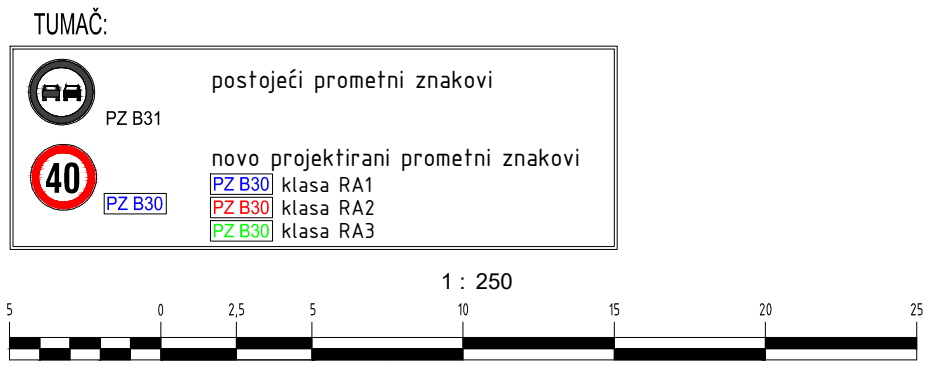 TUMAČ:
postojeći prometni znakovi
PZ B31
40
PZ B30
novo projektirani prometni znakovi
PZ B30 klasa RA1
PZ B30 klasa RA2
PZ B30 klasa RA3
1 : 250
5 0 2,5 5 10 15 20 25